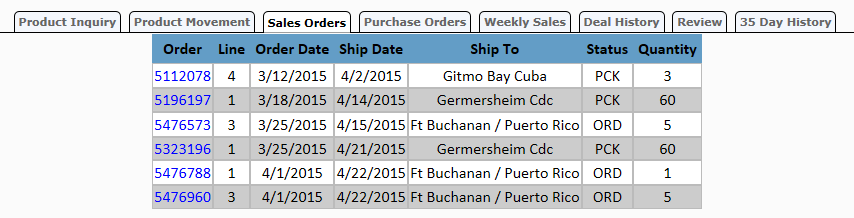 Product Inquiry Product Movement Sales Orders Purchase Orders Weekly Sales Deal History Review 35 Day History
Order Line Order Date Ship Date Ship To Status Quantity
5112078 4 3/12/2015 4/2/2015 Gitmo Bay Cuba PCK 3
5196197 1 3/18/2015 4/14/2015 Germersheim Cdc PCK 60
5476573 3 3/25/2015 4/15/2015 Ft Buchanan / Puerto Rico ORD 5
5323196 1 3/25/2015 4/21/2015 Germersheim Cdc PCK 60
5476788 1 4/1/2015 4/22/2015 Ft Buchanan / Puerto Rico ORD 1
5476960 3 4/1/2015 4/22/2015 Ft Buchanan / Puerto Rico ORD 5